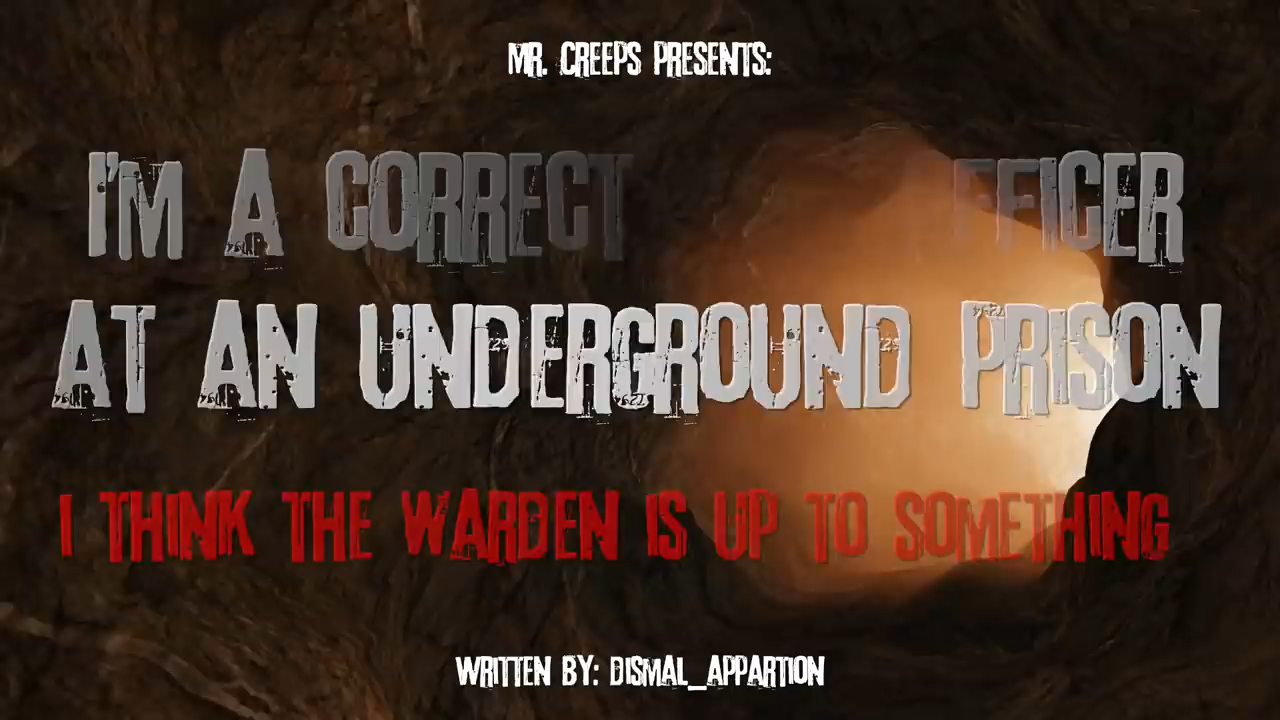 MR. CREEPS PRESENTS:
I'M A CORRECT FFICER
AT AN UNDERGROUND PRISON
I THINK THE WARDEN IS UP TO SOMETHING
WRITTEN BY: DISMAL_APPARTION